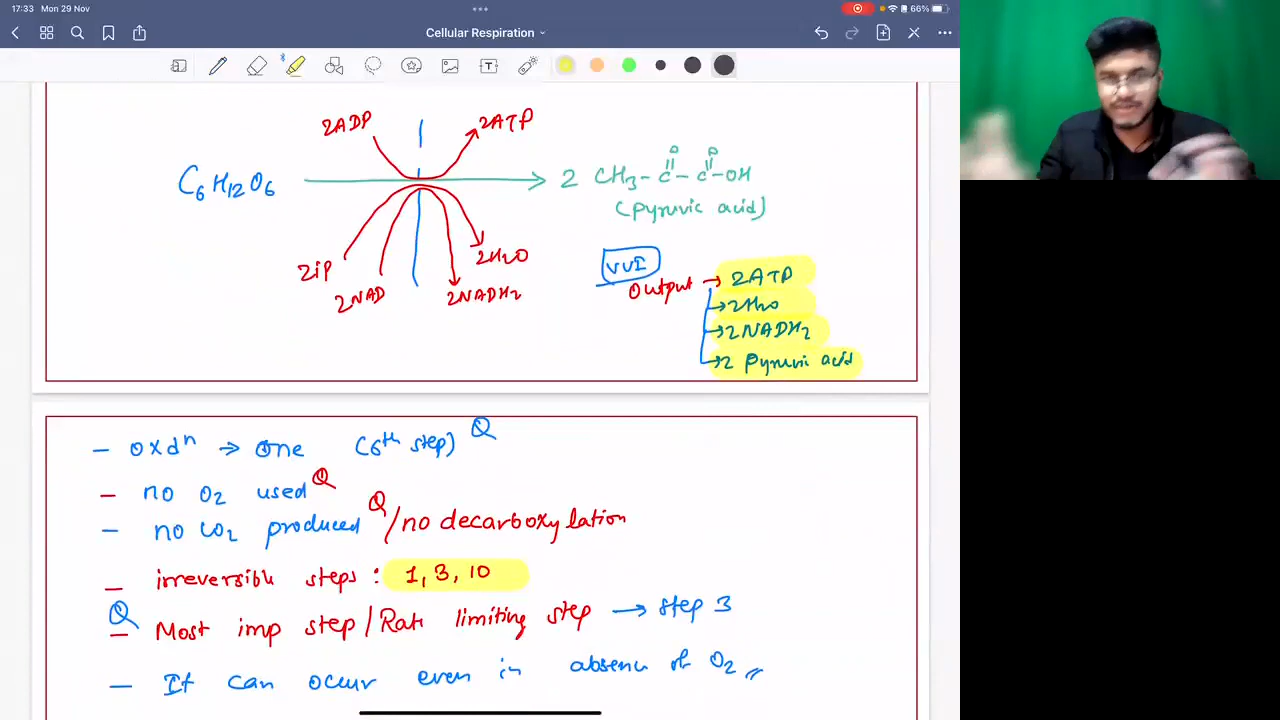 17:33 Mon 29 Nov
66%
Cellular Respiration
2ADP
2ATP
C6H12O6
2 CH3-C-C-OH
O O
(pyruvic acid)
2iP
2NAD
2H2O
2NADH2
VVI
Output → 2ATP
→ 2H2O
→ 2NADH2
→ 2 Pyruvic acid
- oxdn → One (6th step) Q
- no O2 used Q
- no CO2 produced Q/no decarboxylation
- irreversible steps : 1, 3, 10
Q
- Most imp step/Rate limiting step → step 3
- It can occur even in absence of O2 //